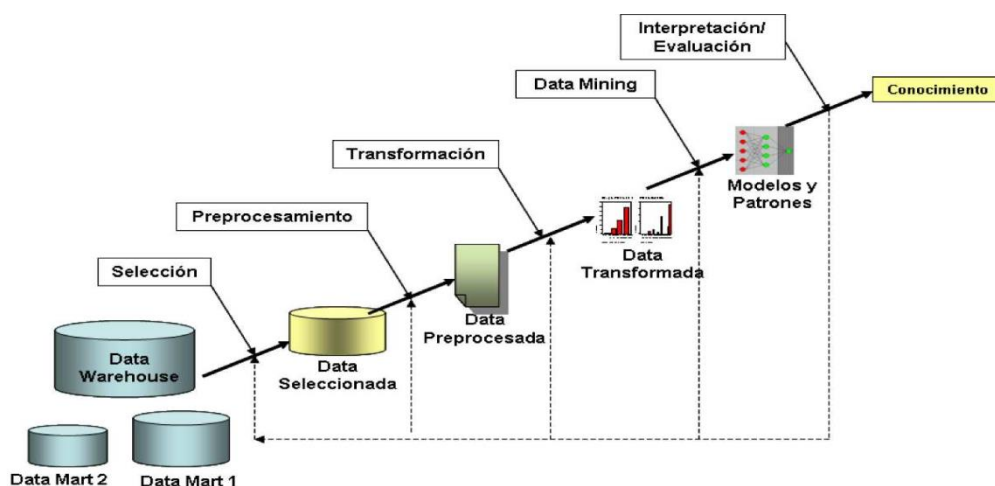 Interpretación/
Evaluación
Conocimiento
Data Mining
Transformación
Modelos y
Patrones
Preprocesamiento
Data
Transformada
Selección
Data
Preprocesada
Data
Warehouse
Data
Seleccionada
Data Mart 2
Data Mart 1